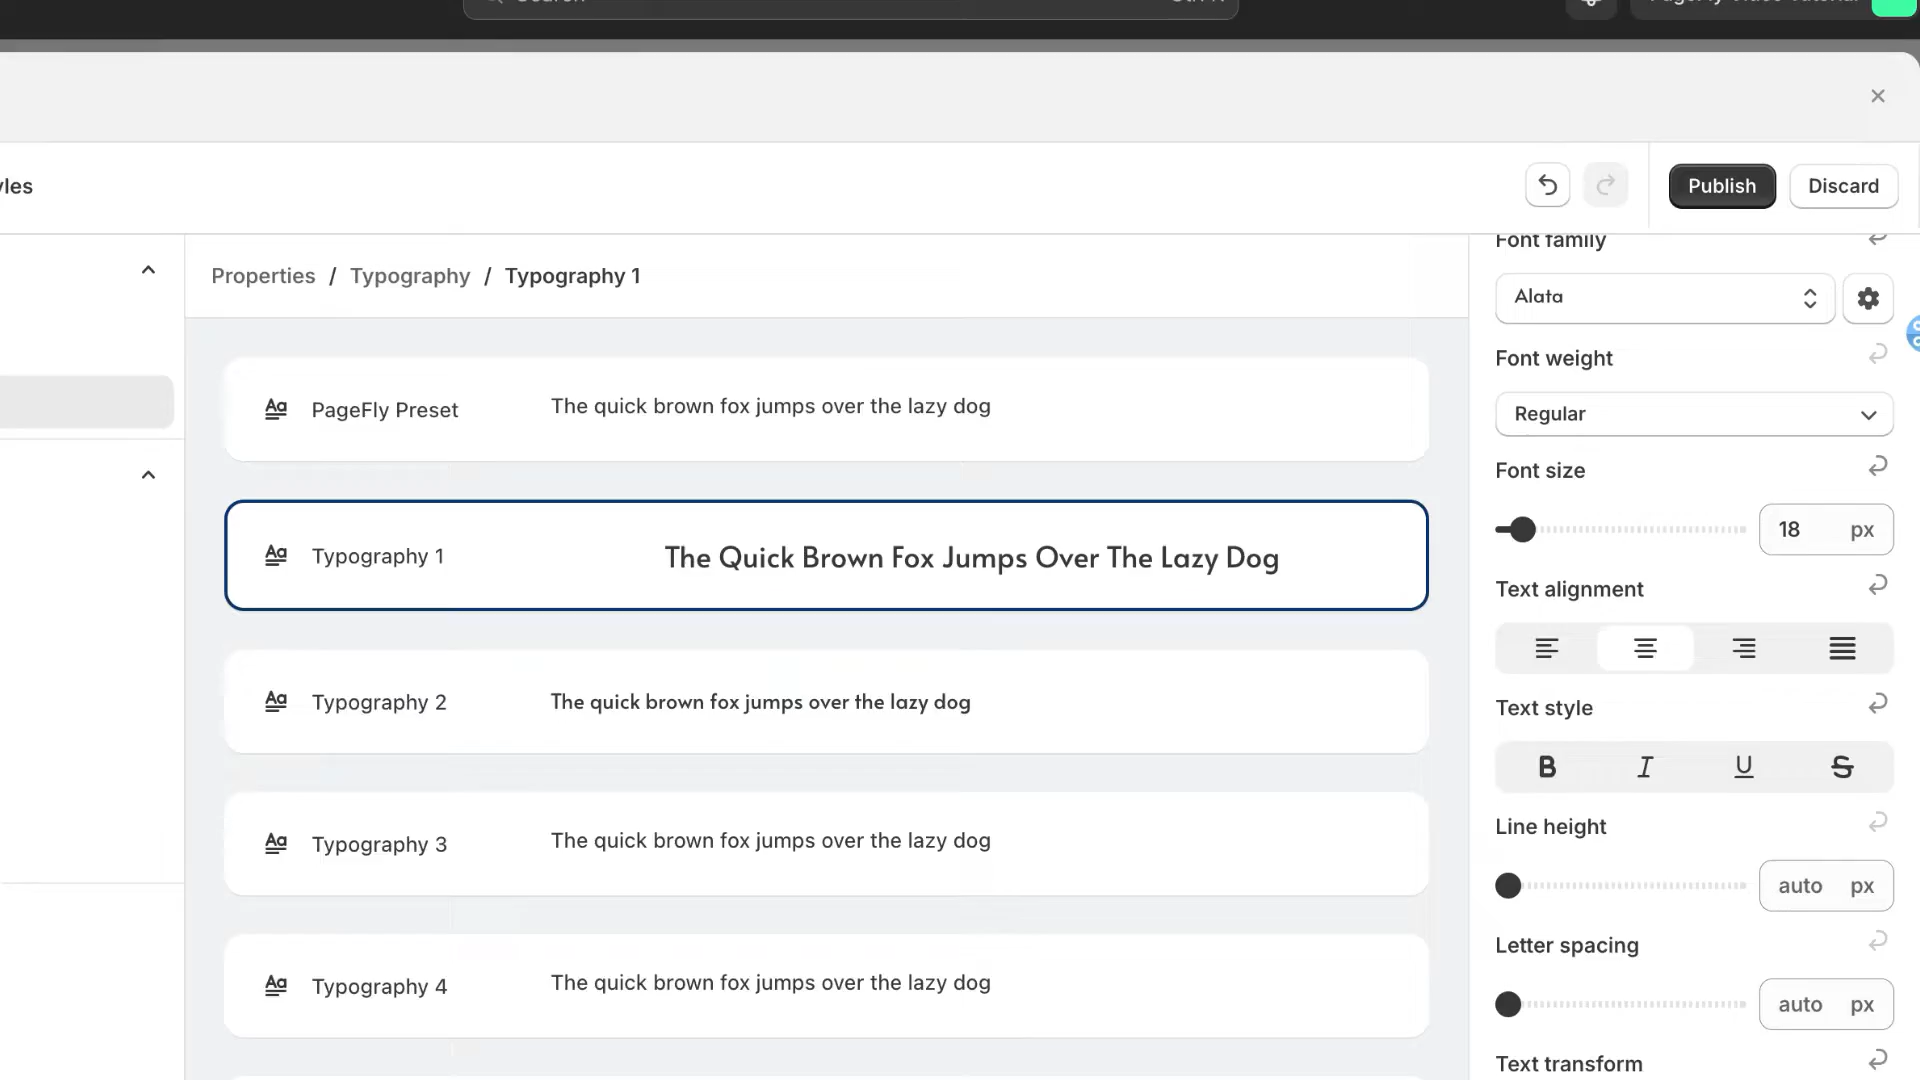 yles
Publish
Discard
Properties / Typography / Typography 1
Font family
Alata
Aa PageFly Preset The quick brown fox jumps over the lazy dog
Font weight
Regular
Font size
18 px
Aa Typography 1 The Quick Brown Fox Jumps Over The Lazy Dog
Text alignment
Aa Typography 2 The quick brown fox jumps over the lazy dog
Text style
B I U S
Aa Typography 3 The quick brown fox jumps over the lazy dog
Line height
auto px
Letter spacing
Aa Typography 4 The quick brown fox jumps over the lazy dog
auto px
Text transform